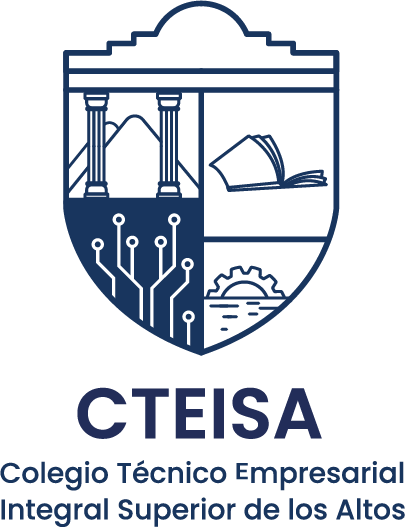 CTEISA
Colegio Técnico Empresarial
Integral Superior de los Altos